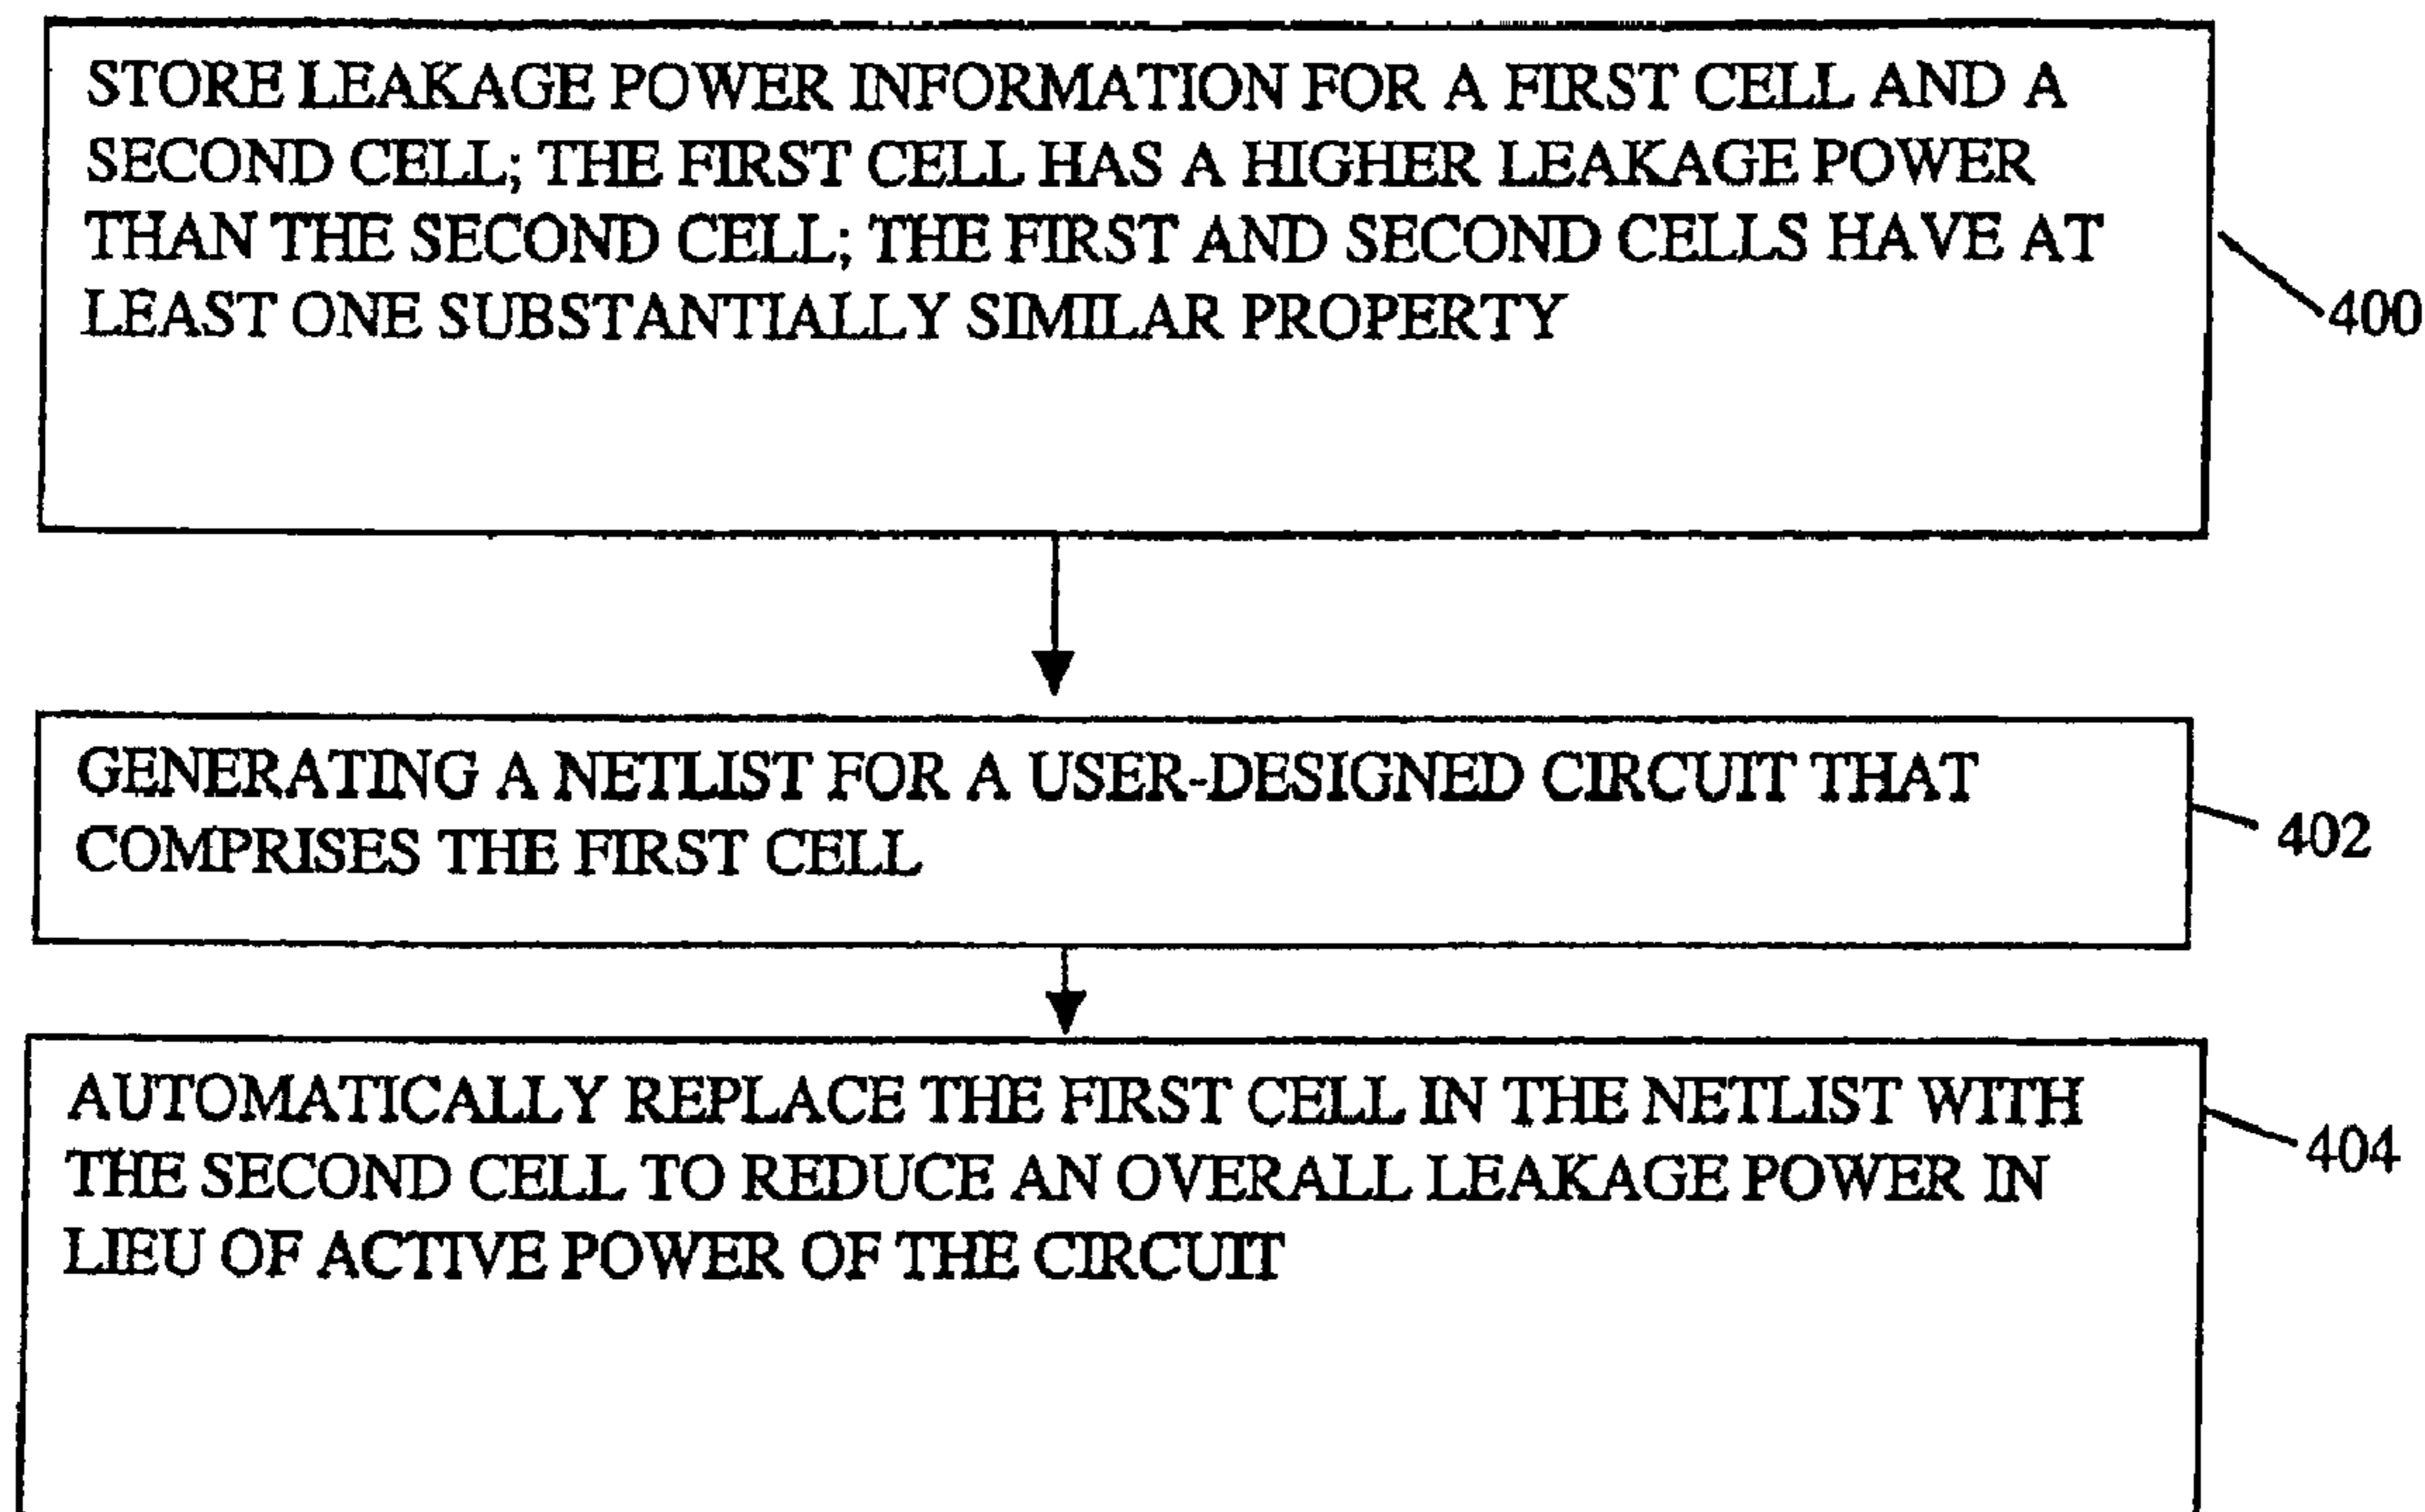 STORE LEAKAGE POWER INFORMATION FOR A FIRST CELL AND A
SECOND CELL; THE FIRST CELL HAS A HIGHER LEAKAGE POWER
THAN THE SECOND CELL; THE FIRST AND SECOND CELLS HAVE AT
LEAST ONE SUBSTANTIALLY SIMILAR PROPERTY
400
GENERATING A NETLIST FOR A USER-DESIGNED CIRCUIT THAT
COMPRISES THE FIRST CELL
402
AUTOMATICALLY REPLACE THE FIRST CELL IN THE NETLIST WITH
THE SECOND CELL TO REDUCE AN OVERALL LEAKAGE POWER IN
LIEU OF ACTIVE POWER OF THE CIRCUIT
404